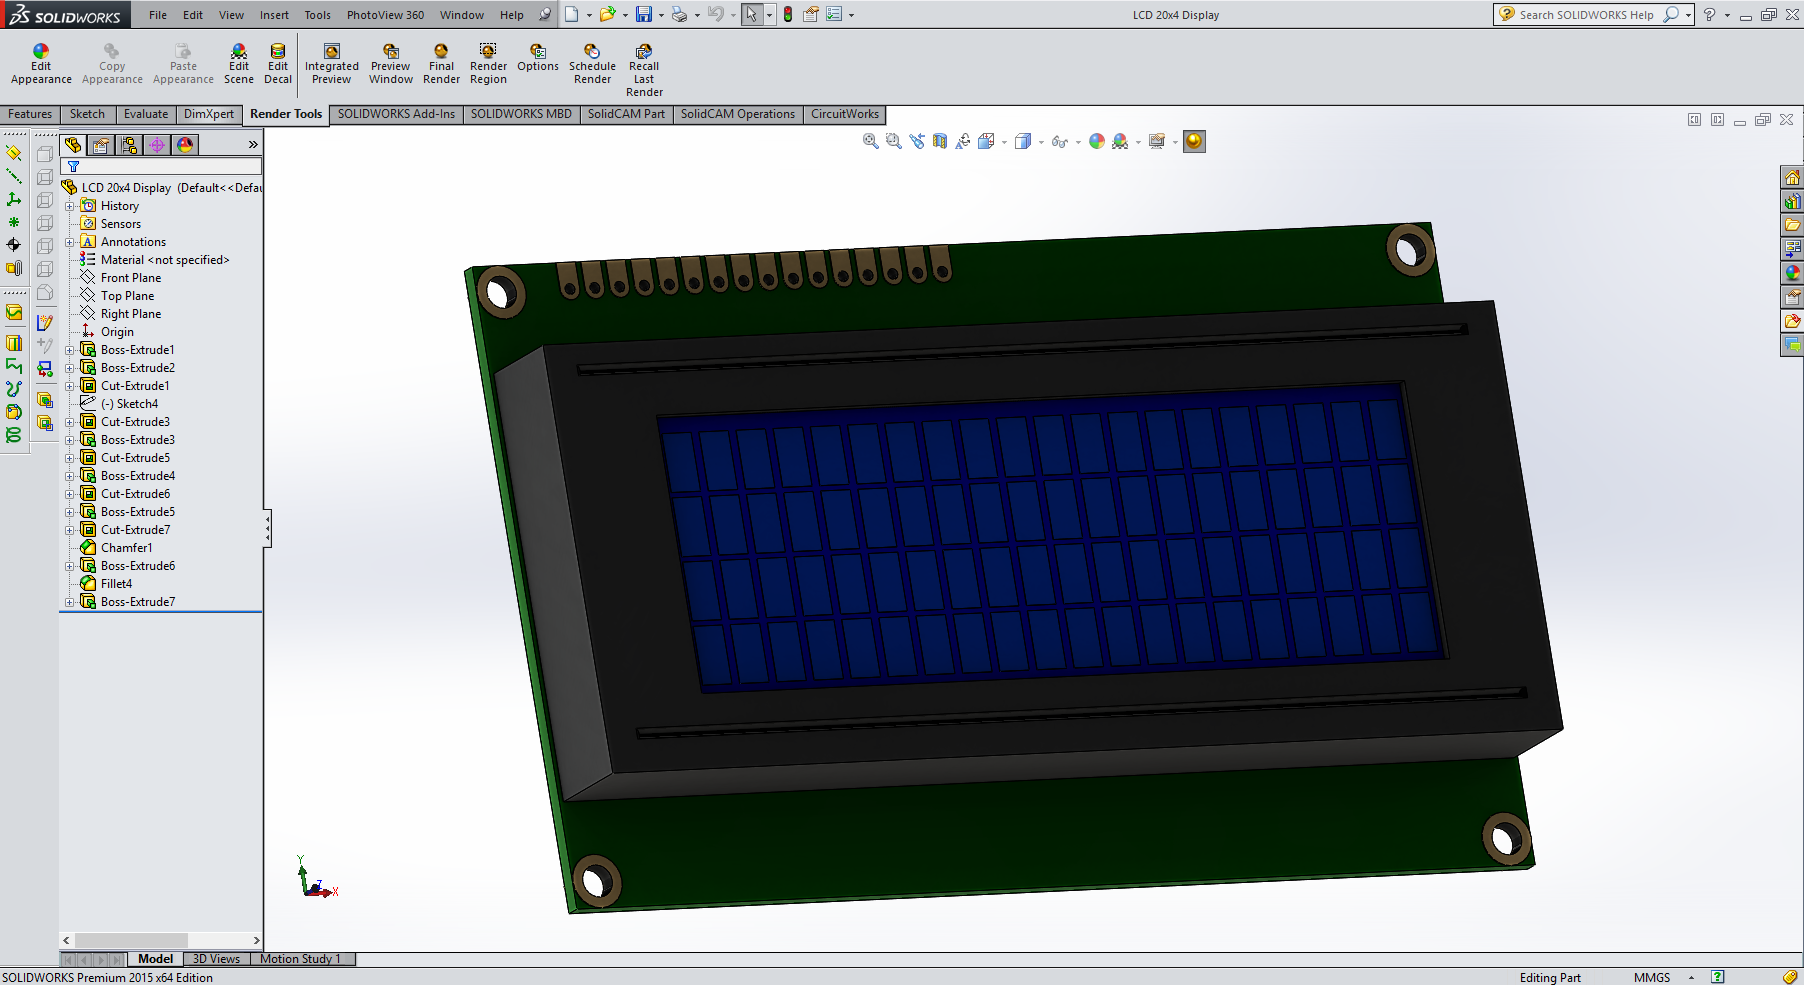 SOLIDWORKS File Edit View Insert Tools PhotoView 360 Window Help LCD 20x4 Display Search SOLIDWORKS Help
Edit Appearance
Copy Appearance
Paste Appearance
Edit Scene
Edit Decal
Integrated Preview
Preview Window
Final Render
Render Region
Options
Schedule Render
Recall Last Render
Features Sketch Evaluate DimXpert Render Tools SOLIDWORKS Add-Ins SOLIDWORKS MBD SolidCAM Part SolidCAM Operations CircuitWorks
LCD 20x4 Display (Default<<Defau
History
Sensors
Annotations
Material <not specified>
Front Plane
Top Plane
Right Plane
Origin
Boss-Extrude1
Boss-Extrude2
Cut-Extrude1
(-) Sketch4
Cut-Extrude3
Boss-Extrude3
Cut-Extrude5
Boss-Extrude4
Cut-Extrude6
Boss-Extrude5
Cut-Extrude7
Chamfer1
Boss-Extrude6
Fillet4
Boss-Extrude7
Y
Z
X
Model 3D Views Motion Study 1
SOLIDWORKS Premium 2015 x64 Edition Editing Part MMGS